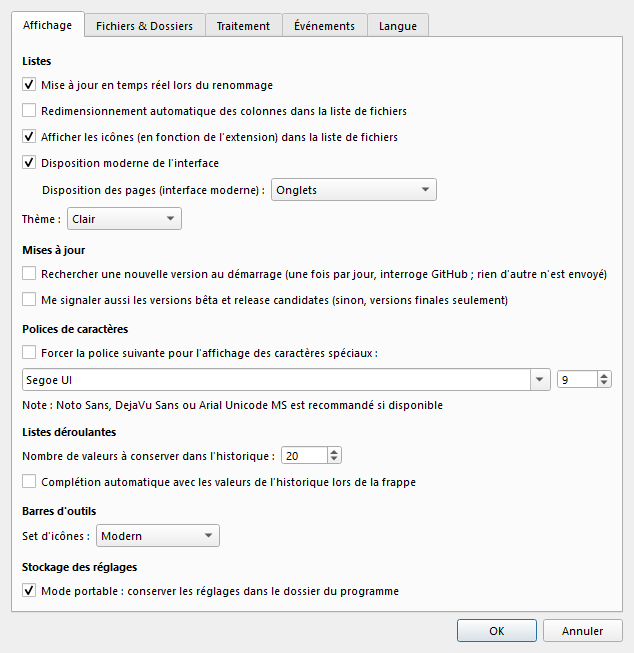 Affichage Fichiers & Dossiers Traitement Événements Langue
Listes
Mise à jour en temps réel lors du renommage
Redimensionnement automatique des colonnes dans la liste de fichiers
Afficher les icônes (en fonction de l'extension) dans la liste de fichiers
Disposition moderne de l'interface
Disposition des pages (interface moderne) : Onglets
Thème : Clair
Mises à jour
Rechercher une nouvelle version au démarrage (une fois par jour, interroge GitHub ; rien d'autre n'est envoyé)
Me signaler aussi les versions bêta et release candidates (sinon, versions finales seulement)
Polices de caractères
Forcer la police suivante pour l'affichage des caractères spéciaux :
Segoe UI 9
Note : Noto Sans, DejaVu Sans ou Arial Unicode MS est recommandé si disponible
Listes déroulantes
Nombre de valeurs à conserver dans l'historique : 20
Complétion automatique avec les valeurs de l'historique lors de la frappe
Barres d'outils
Set d'icônes : Modern
Stockage des réglages
Mode portable : conserver les réglages dans le dossier du programme
OK Annuler